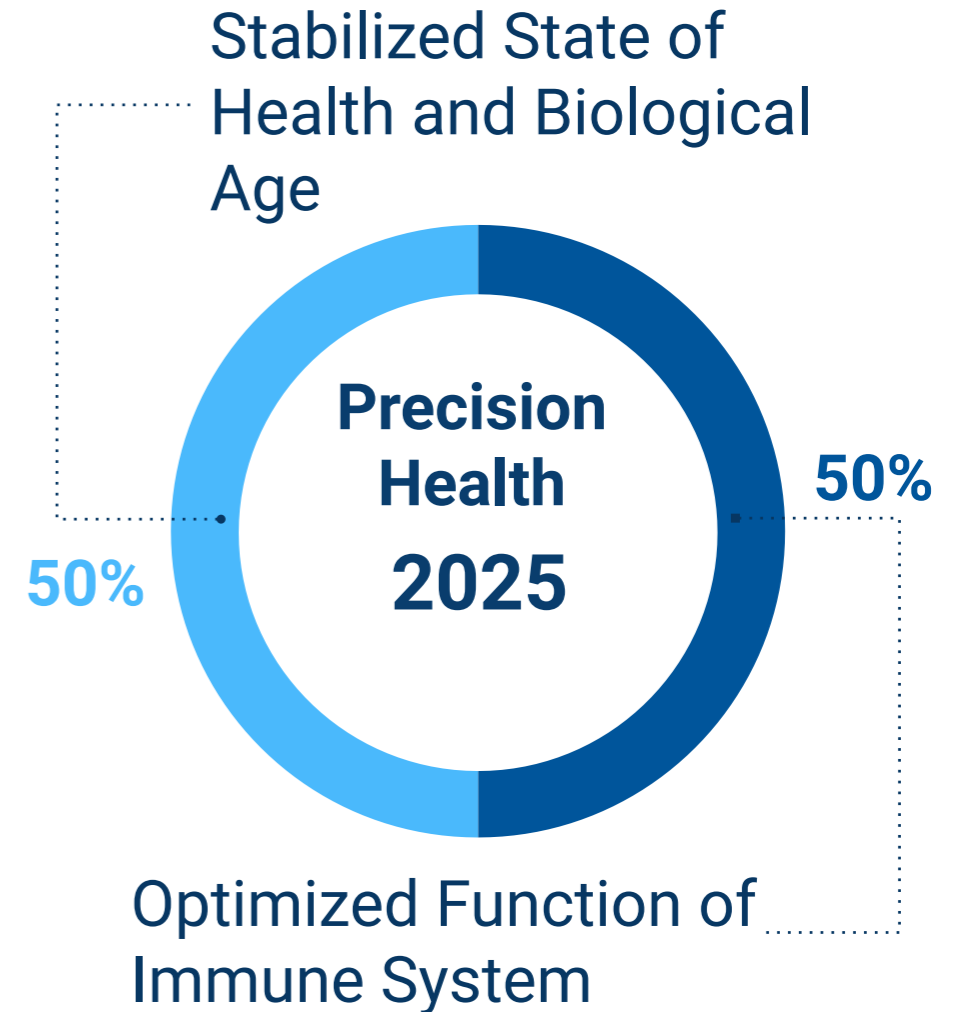 Stabilized State of
Health and Biological
Age
Precision
Health
2025
50%
50%
Optimized Function of
Immune System